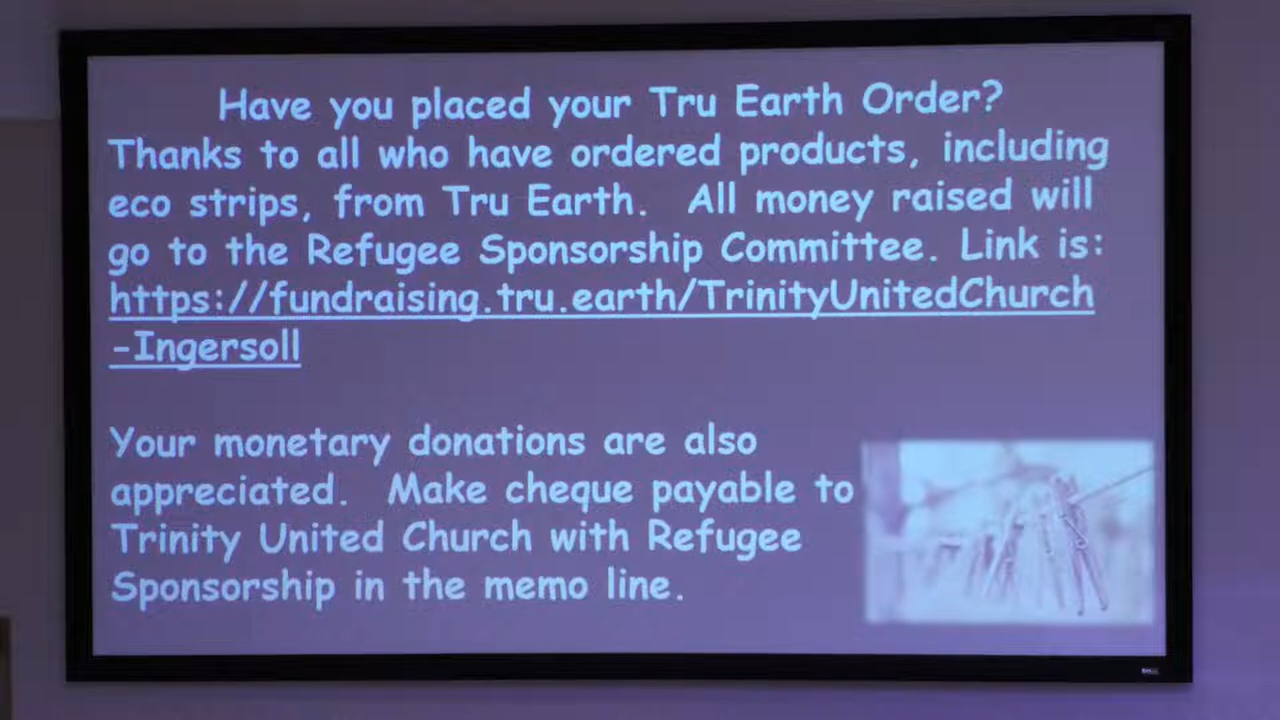 Have you placed your Tru Earth Order?
Thanks to all who have ordered products, including
eco strips, from Tru Earth. All money raised will
go to the Refugee Sponsorship Committee. Link is:
https://fundraising.tru.earth/TrinityUnitedChurch
-Ingersoll
Your monetary donations are also
appreciated. Make cheque payable to
Trinity United Church with Refugee
Sponsorship in the memo line.